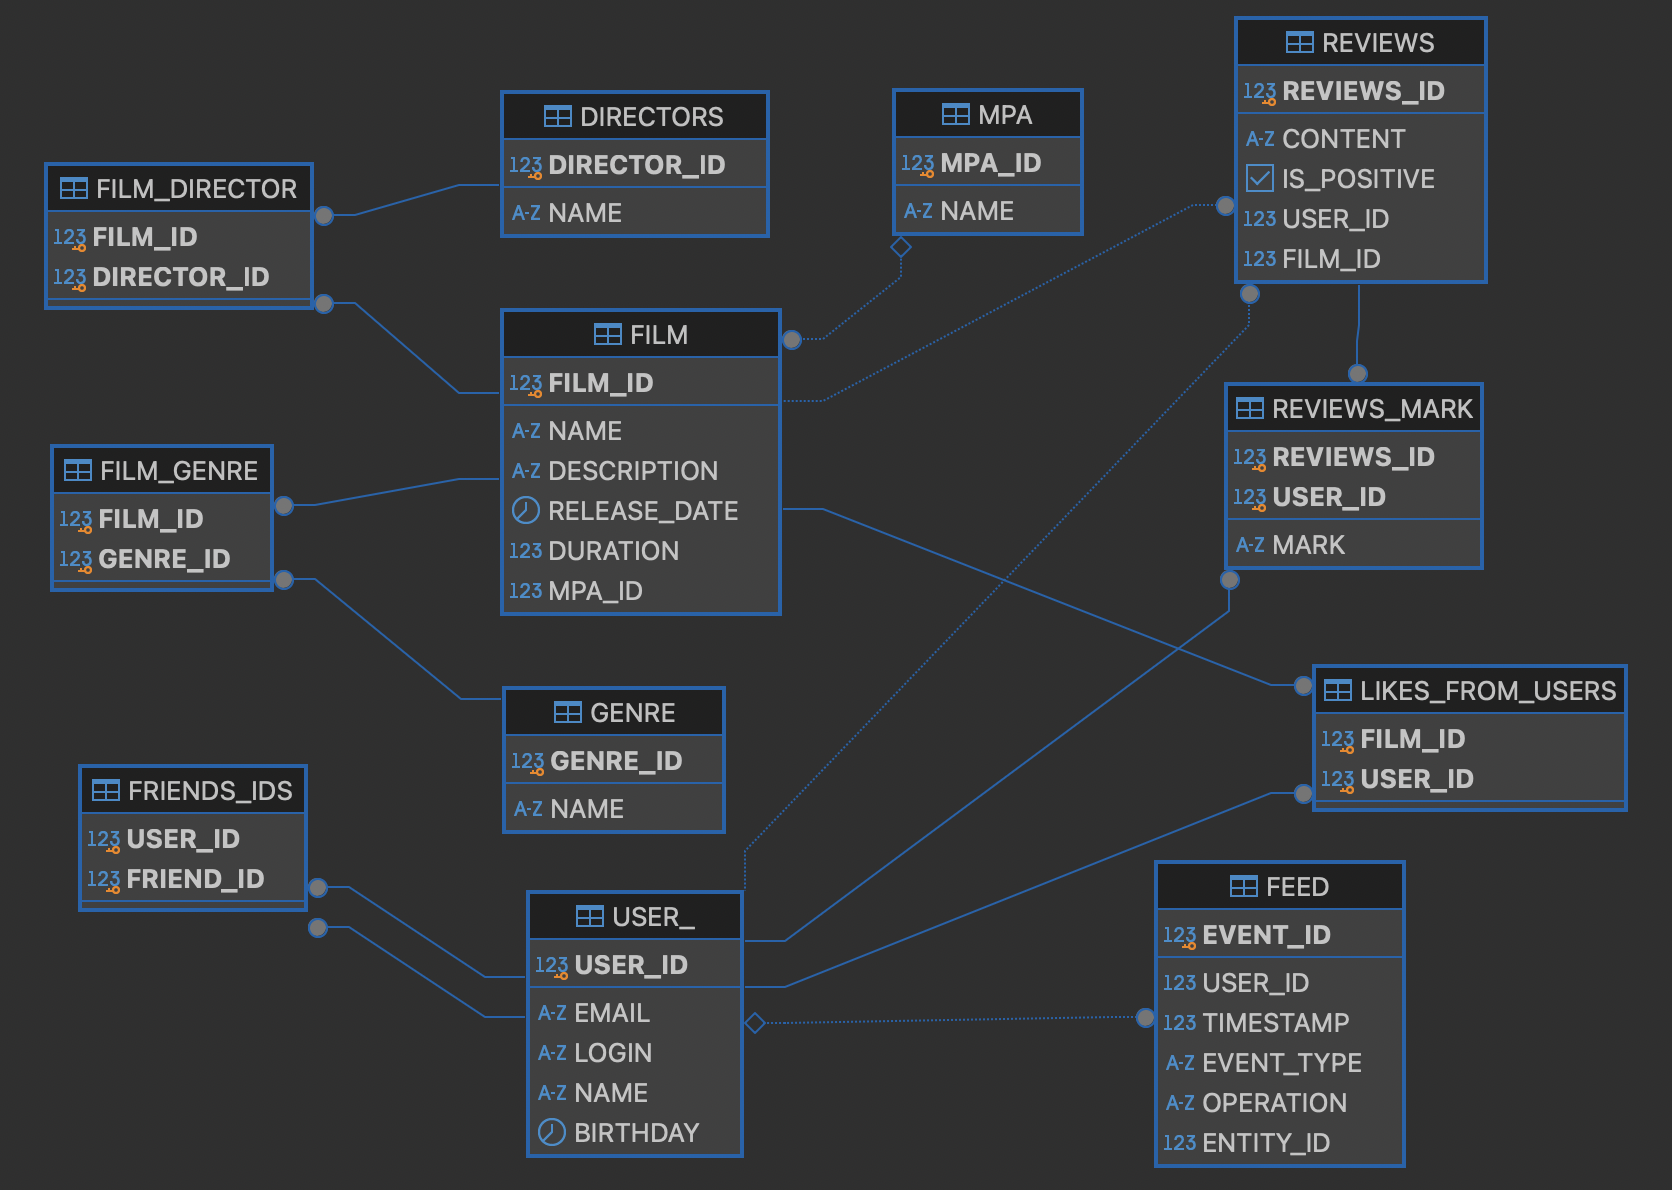 REVIEWS
123 REVIEWS_ID
A-Z CONTENT
IS_POSITIVE
123 USER_ID
123 FILM_ID
DIRECTORS
123 DIRECTOR_ID
A-Z NAME
MPA
123 MPA_ID
A-Z NAME
FILM_DIRECTOR
123 FILM_ID
123 DIRECTOR_ID
FILM
123 FILM_ID
A-Z NAME
A-Z DESCRIPTION
RELEASE_DATE
123 DURATION
123 MPA_ID
REVIEWS_MARK
123 REVIEWS_ID
123 USER_ID
A-Z MARK
FILM_GENRE
123 FILM_ID
123 GENRE_ID
LIKES_FROM_USERS
123 FILM_ID
123 USER_ID
GENRE
123 GENRE_ID
A-Z NAME
FRIENDS_IDS
123 USER_ID
123 FRIEND_ID
USER_
123 USER_ID
A-Z EMAIL
A-Z LOGIN
A-Z NAME
BIRTHDAY
FEED
123 EVENT_ID
123 USER_ID
123 TIMESTAMP
A-Z EVENT_TYPE
A-Z OPERATION
123 ENTITY_ID